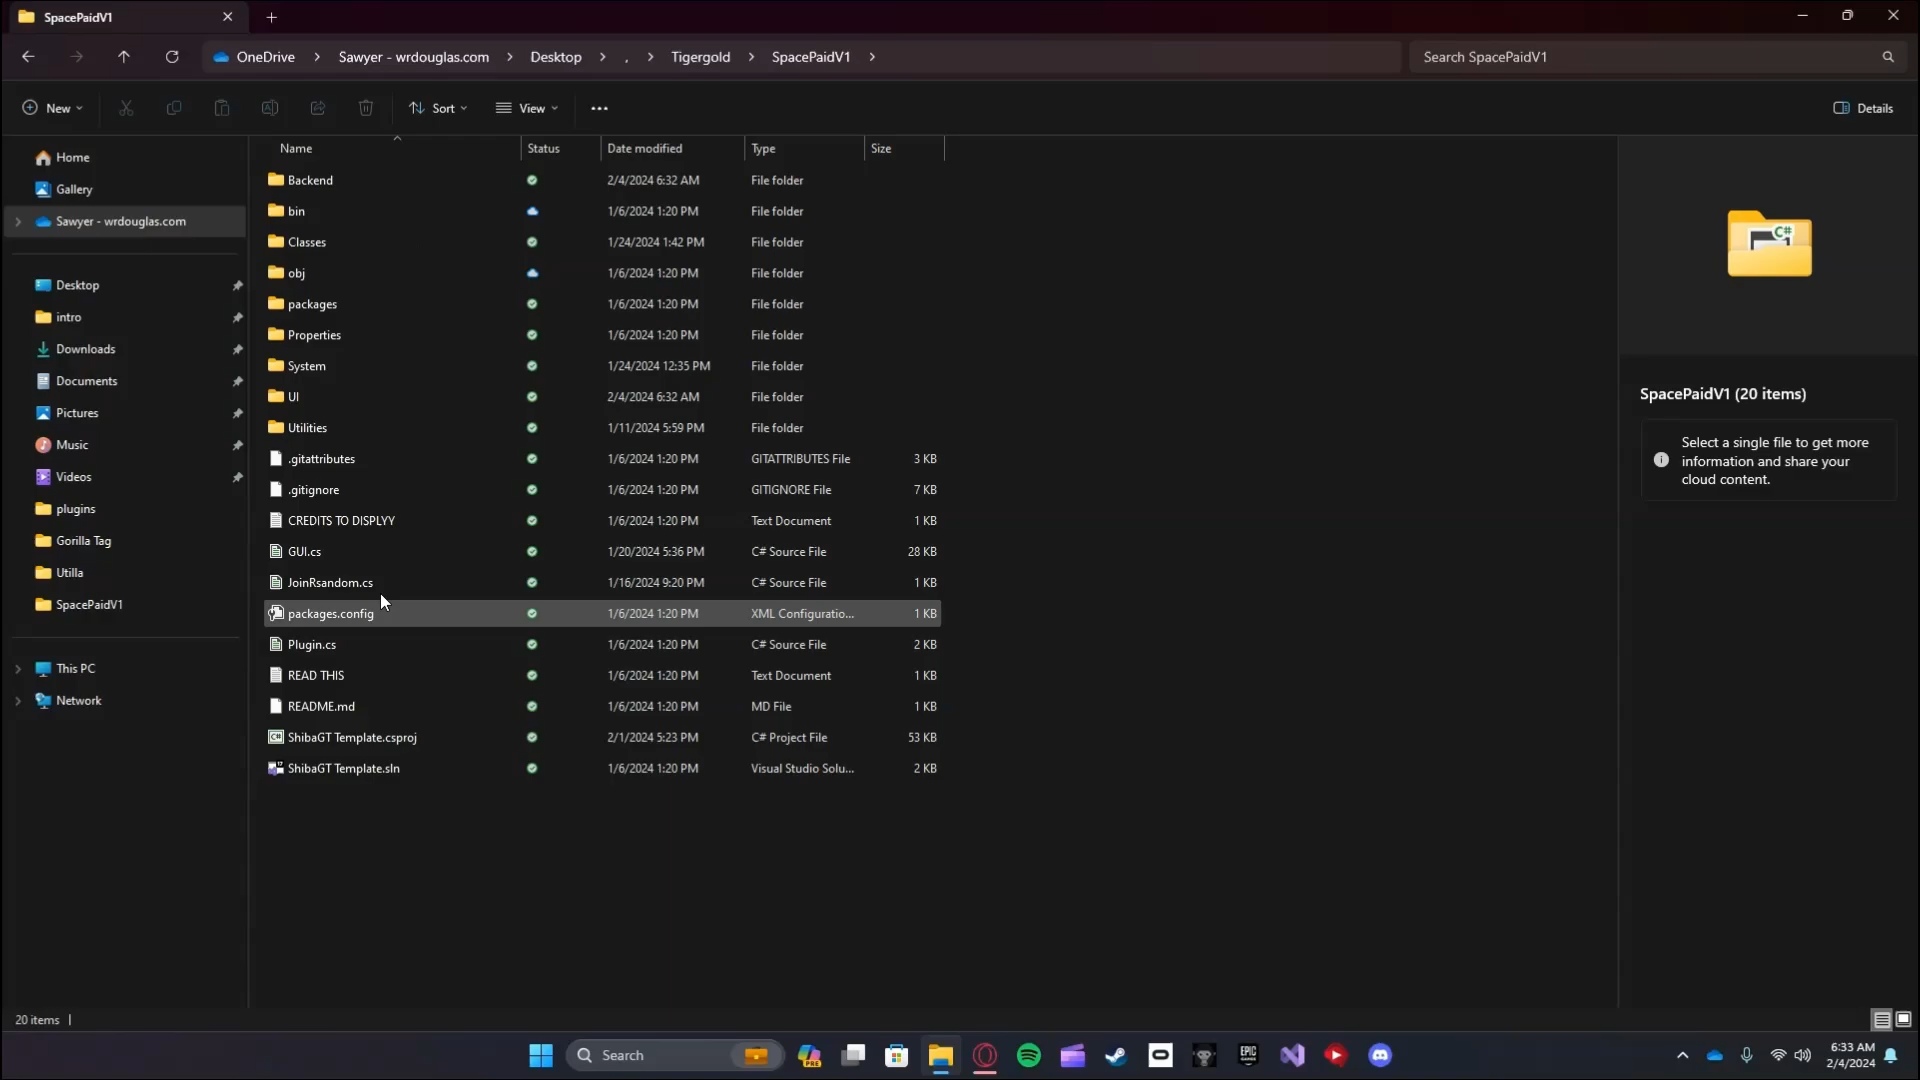 SpacePaidV1
OneDrive > Sawyer - wrdouglas.com > Desktop > . > Tigergold > SpacePaidV1 >
Search SpacePaidV1
New
Sort
View
Details
Home
Gallery
Sawyer - wrdouglas.com
Desktop
intro
Downloads
Documents
Pictures
Music
Videos
plugins
Gorilla Tag
Utilla
SpacePaidV1
This PC
Network
Name Status Date modified Type Size
Backend 2/4/2024 6:32 AM File folder
bin 1/6/2024 1:20 PM File folder
Classes 1/24/2024 1:42 PM File folder
obj 1/6/2024 1:20 PM File folder
packages 1/6/2024 1:20 PM File folder
Properties 1/6/2024 1:20 PM File folder
System 1/24/2024 12:35 PM File folder
UI 2/4/2024 6:32 AM File folder
Utilities 1/11/2024 5:59 PM File folder
.gitattributes 1/6/2024 1:20 PM GITATTRIBUTES File 3 KB
.gitignore 1/6/2024 1:20 PM GITIGNORE File 7 KB
CREDITS TO DISPLYY 1/6/2024 1:20 PM Text Document 1 KB
GUI.cs 1/20/2024 5:36 PM C# Source File 28 KB
JoinRsandom.cs 1/16/2024 9:20 PM C# Source File 1 KB
packages.config 1/6/2024 1:20 PM XML Configuratio... 1 KB
Plugin.cs 1/6/2024 1:20 PM C# Source File 2 KB
READ THIS 1/6/2024 1:20 PM Text Document 1 KB
README.md 1/6/2024 1:20 PM MD File 1 KB
ShibaGT Template.csproj 2/1/2024 5:23 PM C# Project File 53 KB
ShibaGT Template.sln 1/6/2024 1:20 PM Visual Studio Solu... 2 KB
C#
SpacePaidV1 (20 items)
Select a single file to get more
information and share your
cloud content.
20 items
Search
PRE
EPIC
6:33 AM
2/4/2024